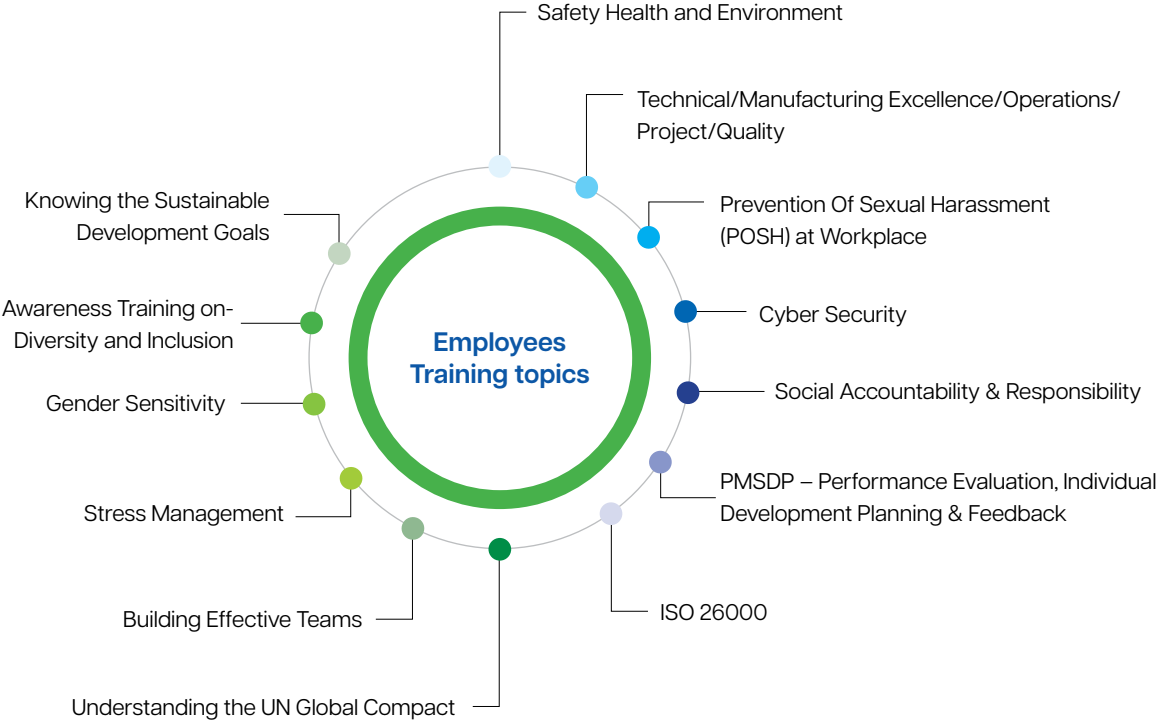 Safety Health and Environment
Technical/Manufacturing Excellence/Operations/
Project/Quality
Prevention Of Sexual Harassment
(POSH) at Workplace
Cyber Security
Social Accountability & Responsibility
PMSDP – Performance Evaluation, Individual
Development Planning & Feedback
ISO 26000
Understanding the UN Global Compact
Building Effective Teams
Stress Management
Gender Sensitivity
Awareness Training on-
Diversity and Inclusion
Knowing the Sustainable
Development Goals
Employees
Training topics